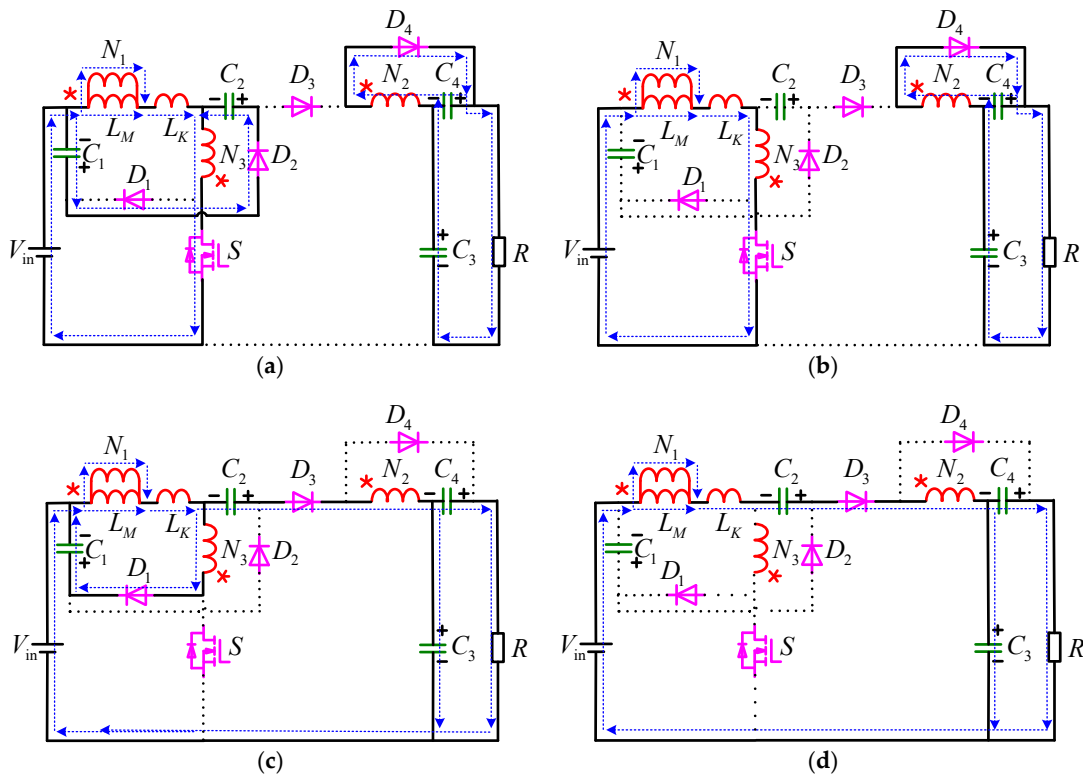 D4
N1
C2
D3
N2
C4
* * − + − +
LM LK
− C1 +
N3
*
D2
D1
Vin
S
+ C3 −
R
(a)
D4
N1
C2
D3
N2
C4
* * − + − +
LM LK
− C1 +
N3
*
D2
D1
Vin
S
+ C3 −
R
(b)
D4
N1
C2
D3
N2
C4
* * − + − +
LM LK
− C1 +
N3
*
D2
D1
Vin
S
+ C3 −
R
(c)
D4
N1
C2
D3
N2
C4
* * − + − +
LM LK
− C1 +
N3
*
D2
D1
Vin
S
+ C3 −
R
(d)